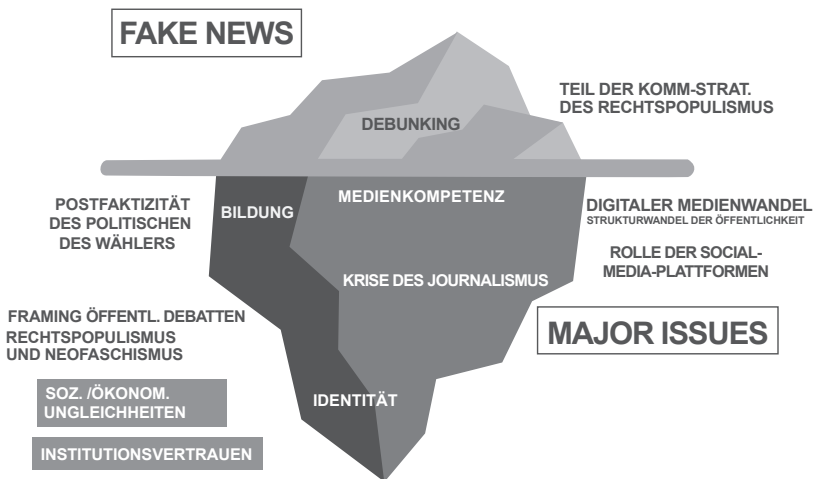 FAKE NEWS
TEIL DER KOMM-STRAT.
DES RECHTSPOPULISMUS
DEBUNKING
POSTFAKTIZITÄT
DES POLITISCHEN
DES WÄHLERS
BILDUNG
MEDIENKOMPETENZ
DIGITALER MEDIENWANDEL
STRUKTURWANDEL DER ÖFFENTLICHKEIT
ROLLE DER SOCIAL-
MEDIA-PLATTFORMEN
KRISE DES JOURNALISMUS
FRAMING ÖFFENTL. DEBATTEN
RECHTSPOPULISMUS
UND NEOFASCHISMUS
MAJOR ISSUES
SOZ. /ÖKONOM.
UNGLEICHHEITEN
IDENTITÄT
INSTITUTIONSVERTRAUEN